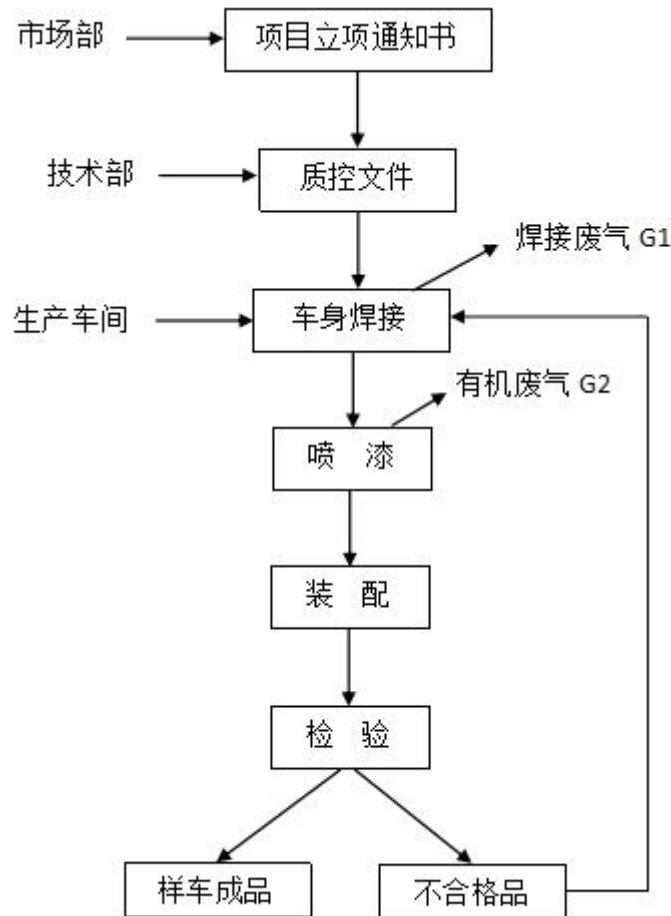 市场部
项目立项通知书
技术部
质控文件
焊接废气 G1
生产车间
车身焊接
有机废气 G2
喷 漆
装 配
检 验
样车成品
不合格品